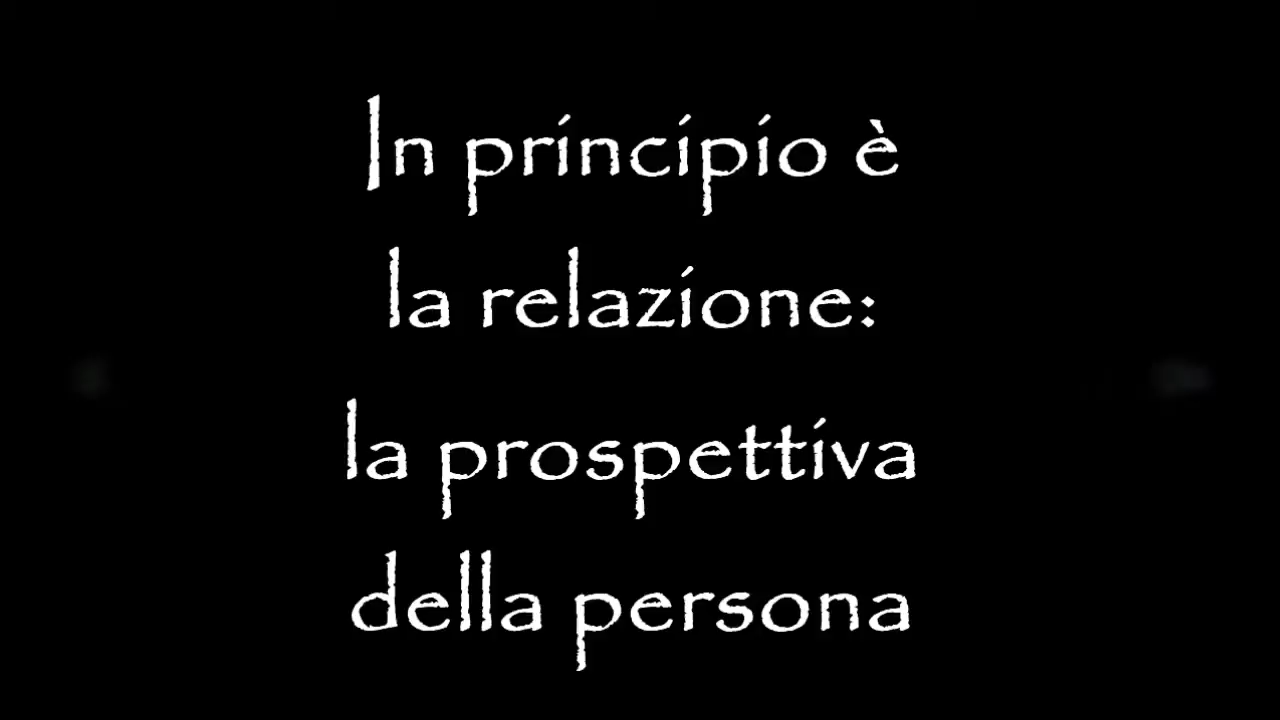 In principio è
la relazione:
la prospettiva
della persona